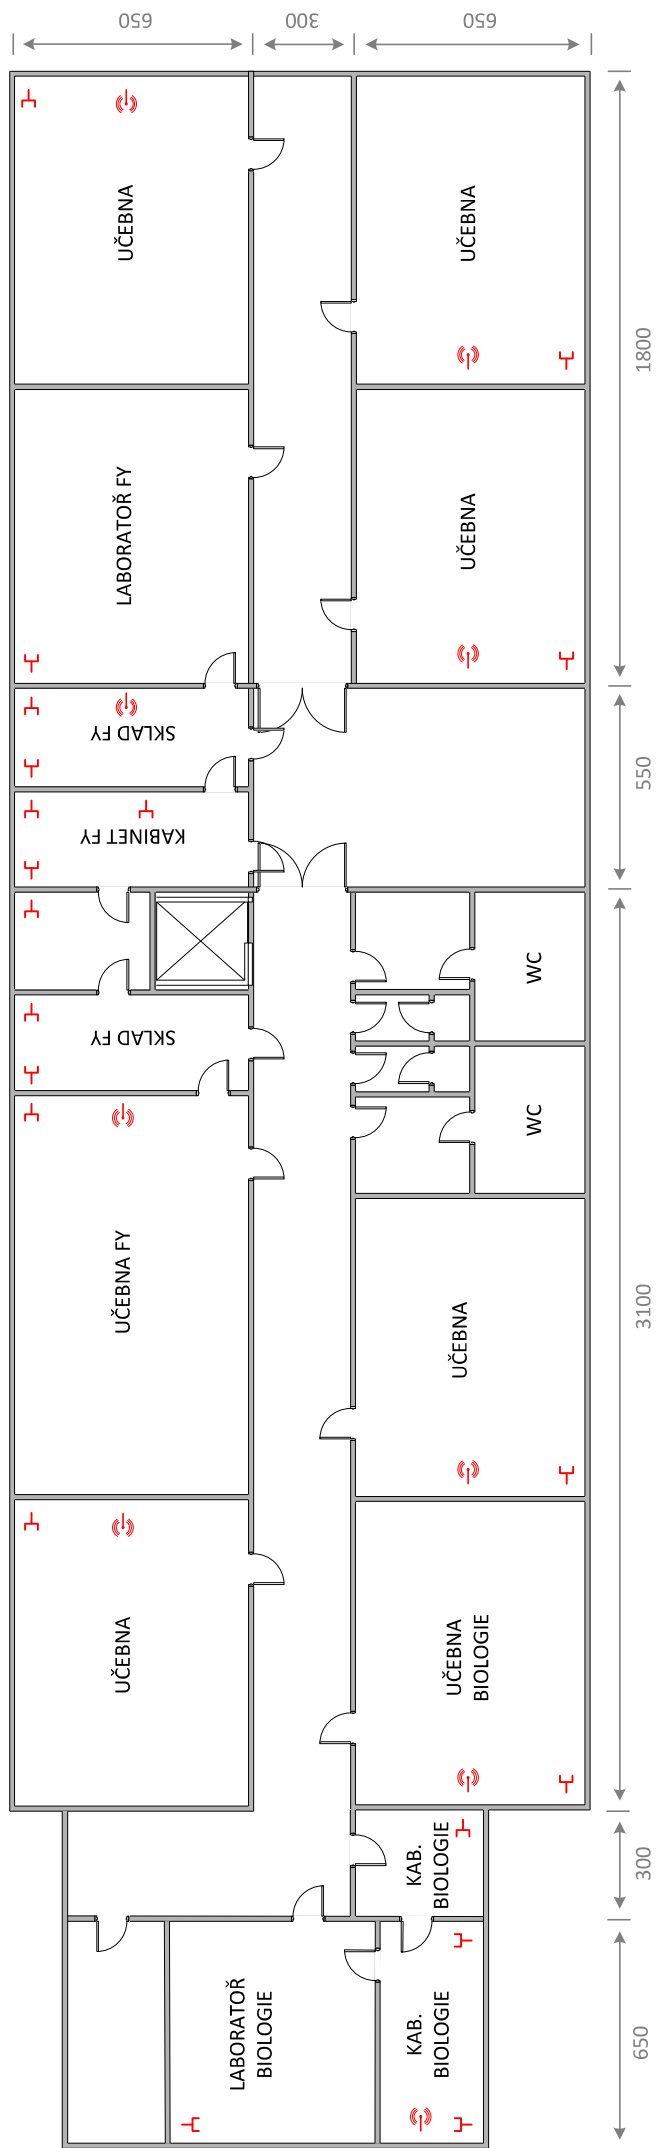 650
300
650
UČEBNA
UČEBNA
1800
LABORATOŘ FY
UČEBNA
SKLAD FY
550
KABINET FY
WC
SKLAD FY
WC
UČEBNA FY
UČEBNA
3100
UČEBNA
UČEBNA
BIOLOGIE
KAB.
BIOLOGIE
300
LABORATOŘ
BIOLOGIE
KAB.
BIOLOGIE
650